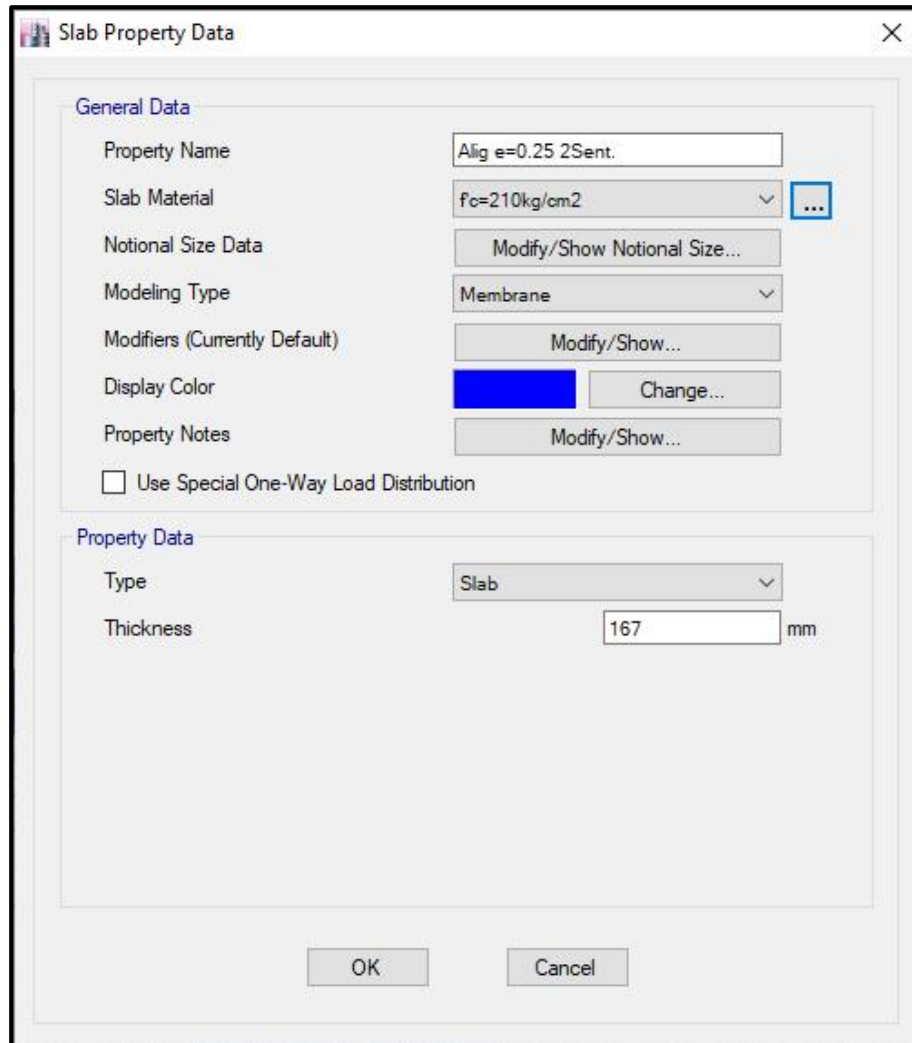 Slab Property Data
General Data
Property Name Alig e=0.25 2Sent.
Slab Material f'c=210kg/cm2 ...
Notional Size Data Modify/Show Notional Size...
Modeling Type Membrane
Modifiers (Currently Default) Modify/Show...
Display Color Change...
Property Notes Modify/Show...
Use Special One-Way Load Distribution
Property Data
Type Slab
Thickness 167 mm
OK Cancel